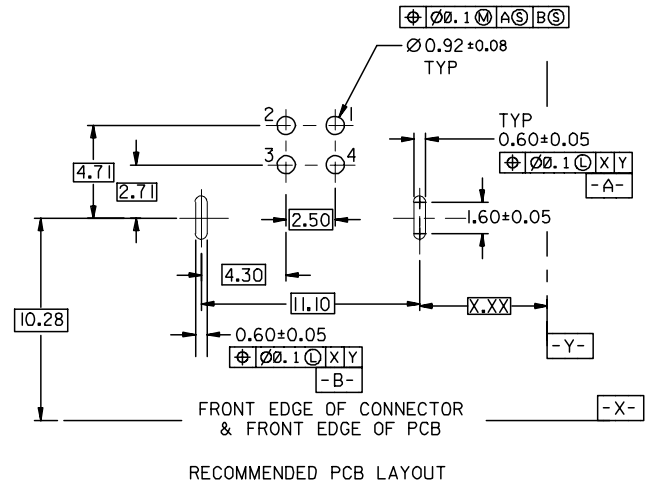 ⌖ Ø0.1 Ⓜ AⓈ BⓈ
Ø0.92 ±0.08
TYP
2 1
TYP
0.60±0.05
3 4
⌖ Ø0.1 Ⓛ X Y
-A-
4.71
2.71
2.50
1.60±0.05
4.30
11.10
X.XX
10.28
0.60±0.05
⌖ Ø0.1 Ⓛ X Y
-B-
-Y-
-X-
FRONT EDGE OF CONNECTOR
& FRONT EDGE OF PCB
RECOMMENDED PCB LAYOUT